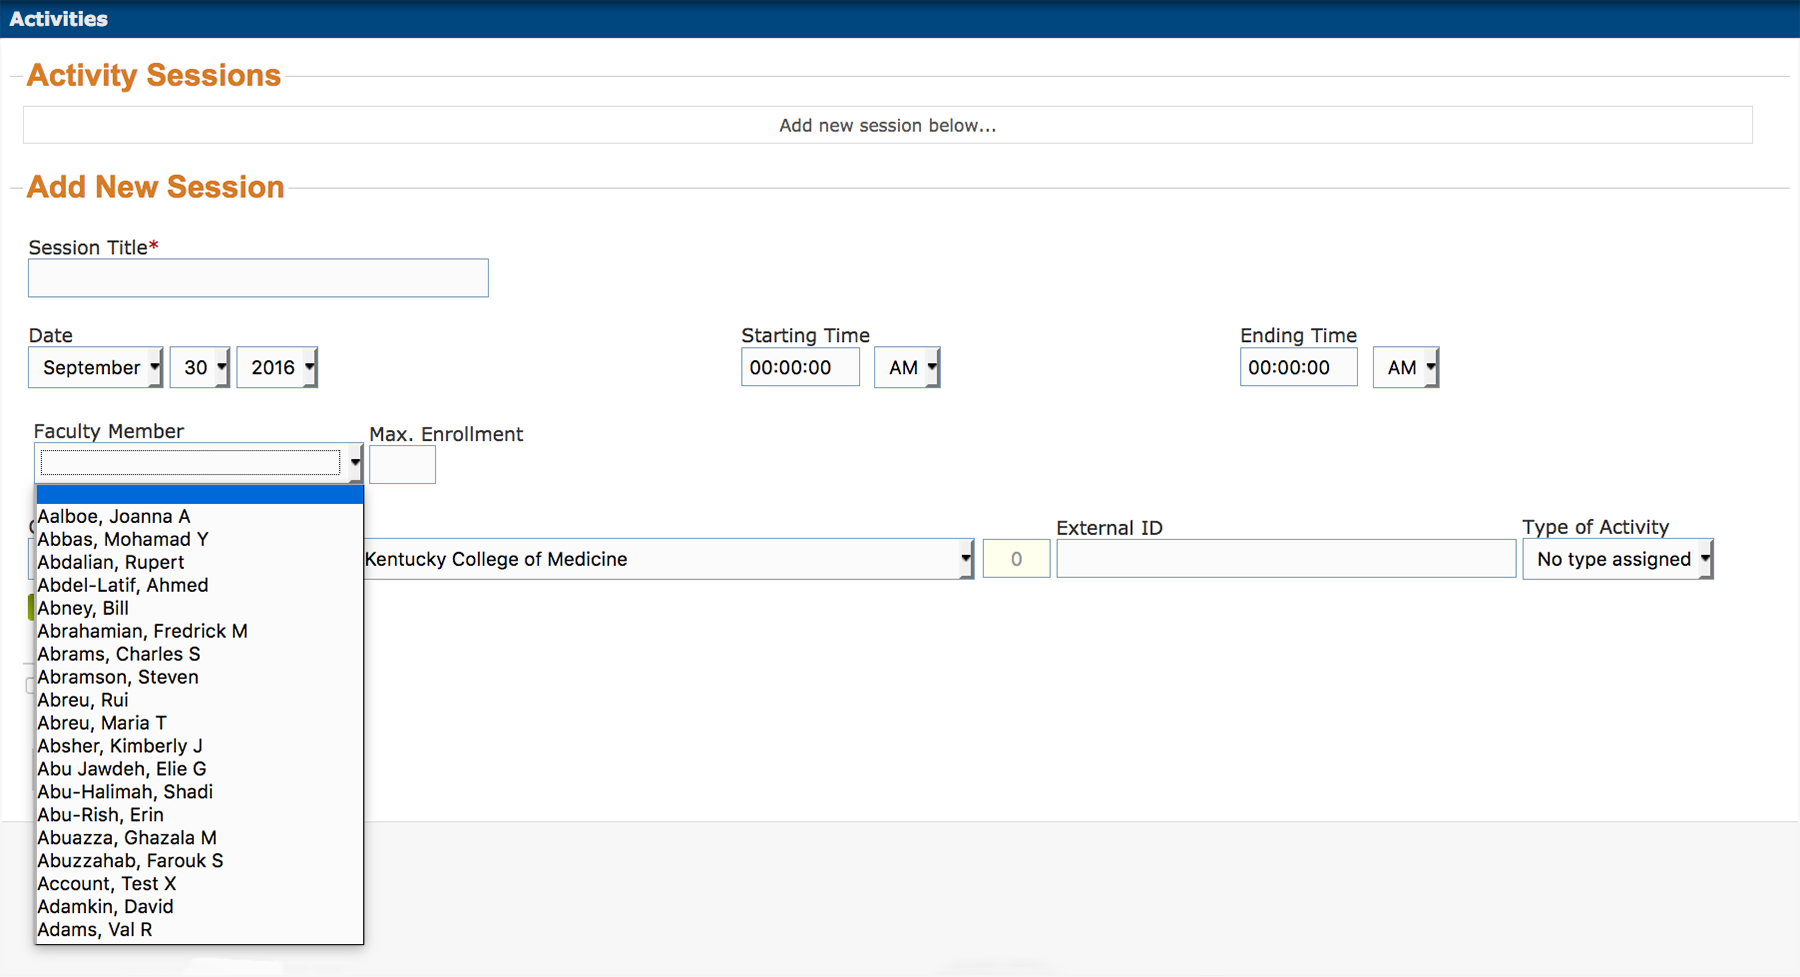 Activities
Activity Sessions
Add new session below...
Add New Session
Session Title*
Date Starting Time Ending Time
September 30 2016 00:00:00 AM 00:00:00 AM
Faculty Member Max. Enrollment
Aalboe, Joanna A
Abbas, Mohamad Y
External ID Type of Activity
Abdalian, Rupert
Kentucky College of Medicine 0 No type assigned
Abdel-Latif, Ahmed
Abney, Bill
Abrahamian, Fredrick M
Abrams, Charles S
Abramson, Steven
Abreu, Rui
Abreu, Maria T
Absher, Kimberly J
Abu Jawdeh, Elie G
Abu-Halimah, Shadi
Abu-Rish, Erin
Abuazza, Ghazala M
Abuzzahab, Farouk S
Account, Test X
Adamkin, David
Adams, Val R